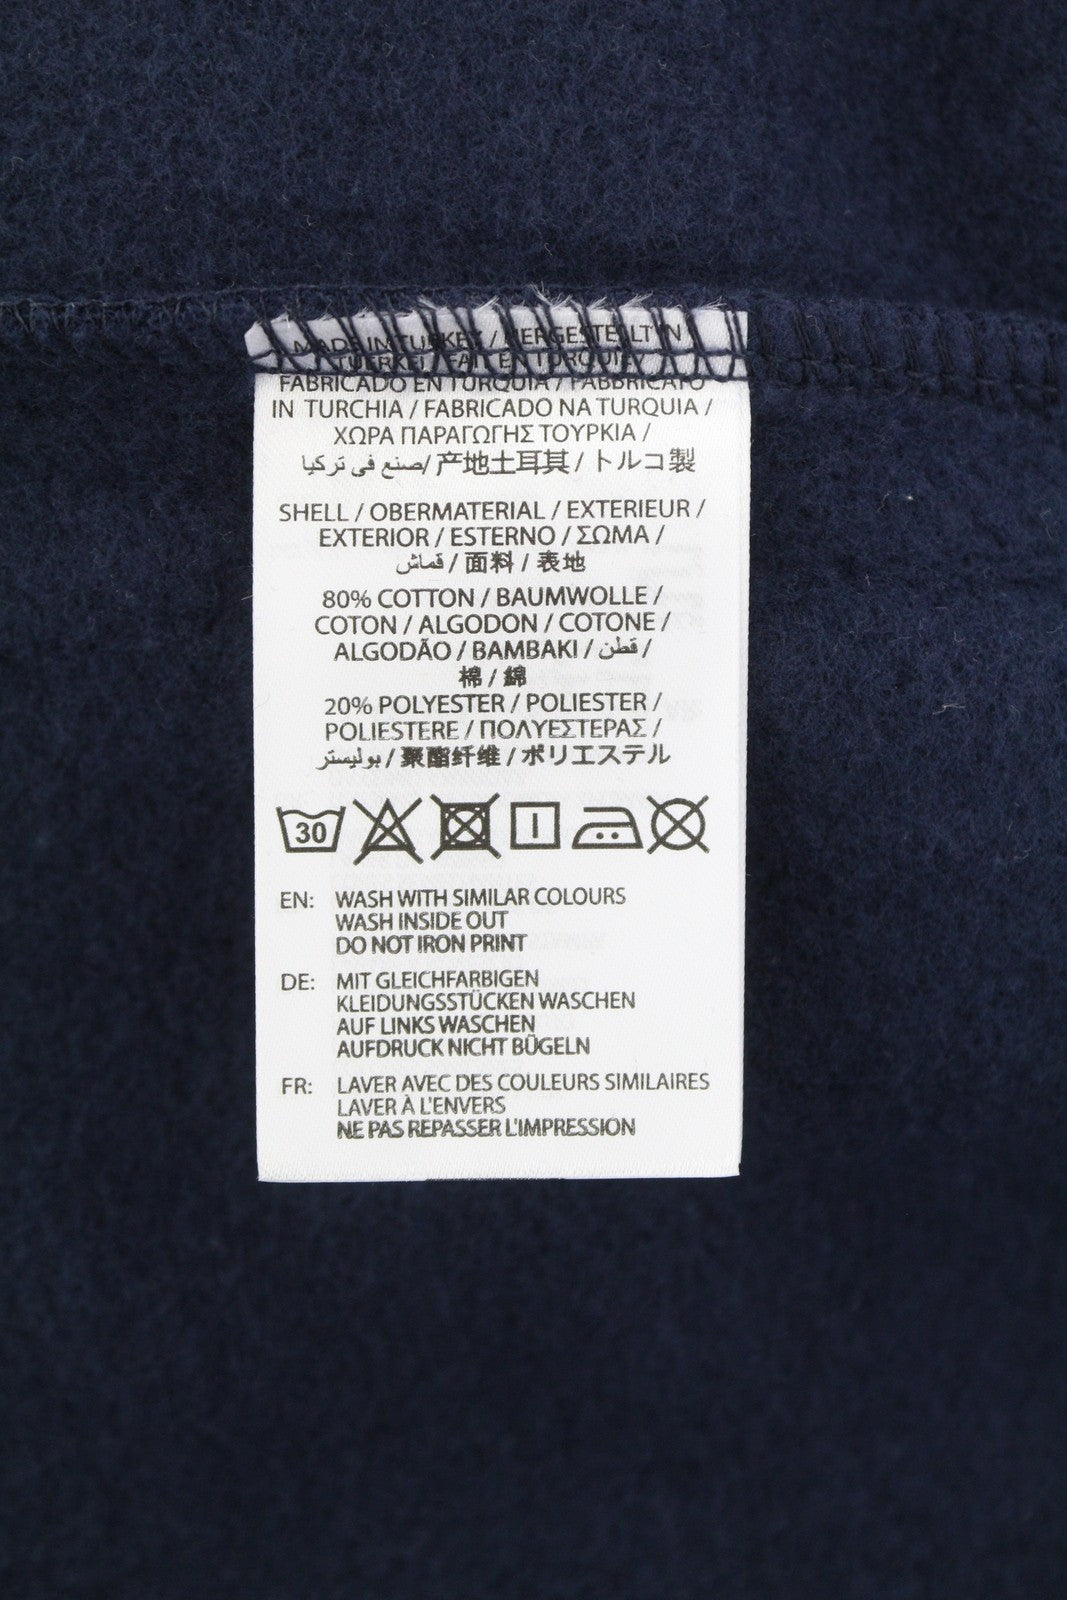 MADE IN TURKEY / HERGESTELLT IN
TUERKEI / FAIT EN TURQUIE /
FABRICADO EN TURQUIA / FABBRICATO
IN TURCHIA / FABRICADO NA TURQUIA /
ΧΩΡΑ ΠΑΡΑΓΩΓΗΣ ΤΟΥΡΚΙΑ /
صنع في تركيا / 产地土耳其 / トルコ製
SHELL / OBERMATERIAL / EXTERIEUR /
EXTERIOR / ESTERNO / ΣΩΜΑ /
قماش / 面料 / 表地
80% COTTON / BAUMWOLLE /
COTON / ALGODON / COTONE /
ALGODÃO / BAMBAKI / قطن /
棉 / 綿
20% POLYESTER / POLIESTER /
POLIESTERE / ΠΟΛΥΕΣΤΕΡΑΣ /
بوليستر / 聚酯纤维 / ポリエステル
30
EN: WASH WITH SIMILAR COLOURS
WASH INSIDE OUT
DO NOT IRON PRINT
DE: MIT GLEICHFARBIGEN
KLEIDUNGSSTÜCKEN WASCHEN
AUF LINKS WASCHEN
AUFDRUCK NICHT BÜGELN
FR: LAVER AVEC DES COULEURS SIMILAIRES
LAVER À L'ENVERS
NE PAS REPASSER L'IMPRESSION